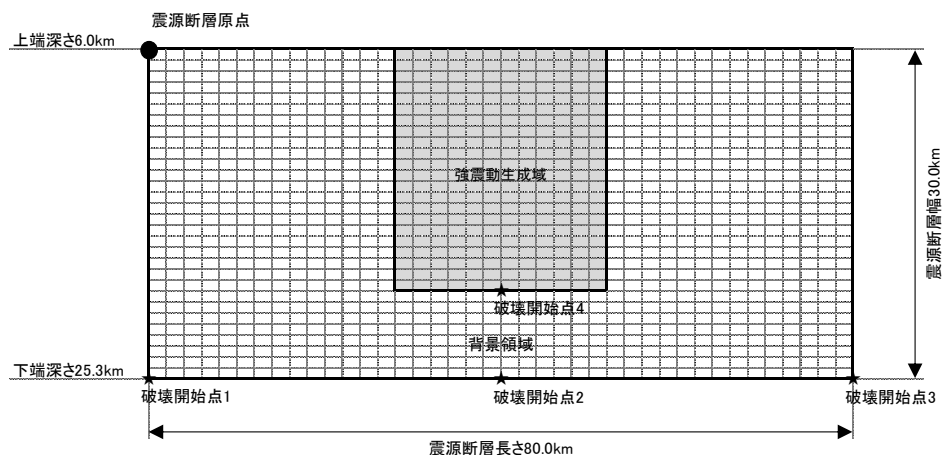 震源断層原点
上端深さ6.0km
強震動生成域
震源断層幅30.0km
破壊開始点4
背景領域
下端深さ25.3km
破壊開始点1
破壊開始点2
破壊開始点3
震源断層長さ80.0km